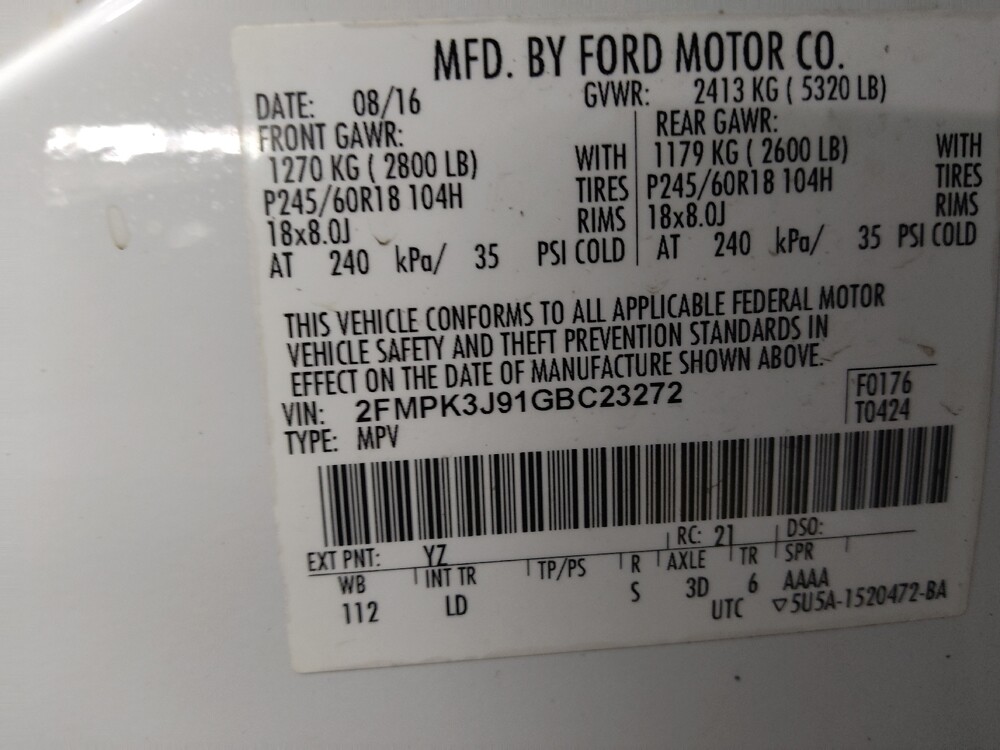 MFD. BY FORD MOTOR CO.
DATE: 08/16 GVWR: 2413 KG ( 5320 LB)
FRONT GAWR: REAR GAWR:
1270 KG ( 2800 LB) WITH 1179 KG ( 2600 LB) WITH
P245/60R18 104H TIRES P245/60R18 104H TIRES
18x8.0J RIMS 18x8.0J RIMS
AT 240 kPa/ 35 PSI COLD AT 240 kPa/ 35 PSI COLD
THIS VEHICLE CONFORMS TO ALL APPLICABLE FEDERAL MOTOR
VEHICLE SAFETY AND THEFT PREVENTION STANDARDS IN
EFFECT ON THE DATE OF MANUFACTURE SHOWN ABOVE.
VIN: 2FMPK3J91GBC23272 F0176
TYPE: MPV T0424
EXT PNT: YZ RC: 21 DSO:
WB INT TR TP/PS R AXLE TR SPR
112 LD S 3D 6 AAAA
UTC ▽5U5A-1520472-BA